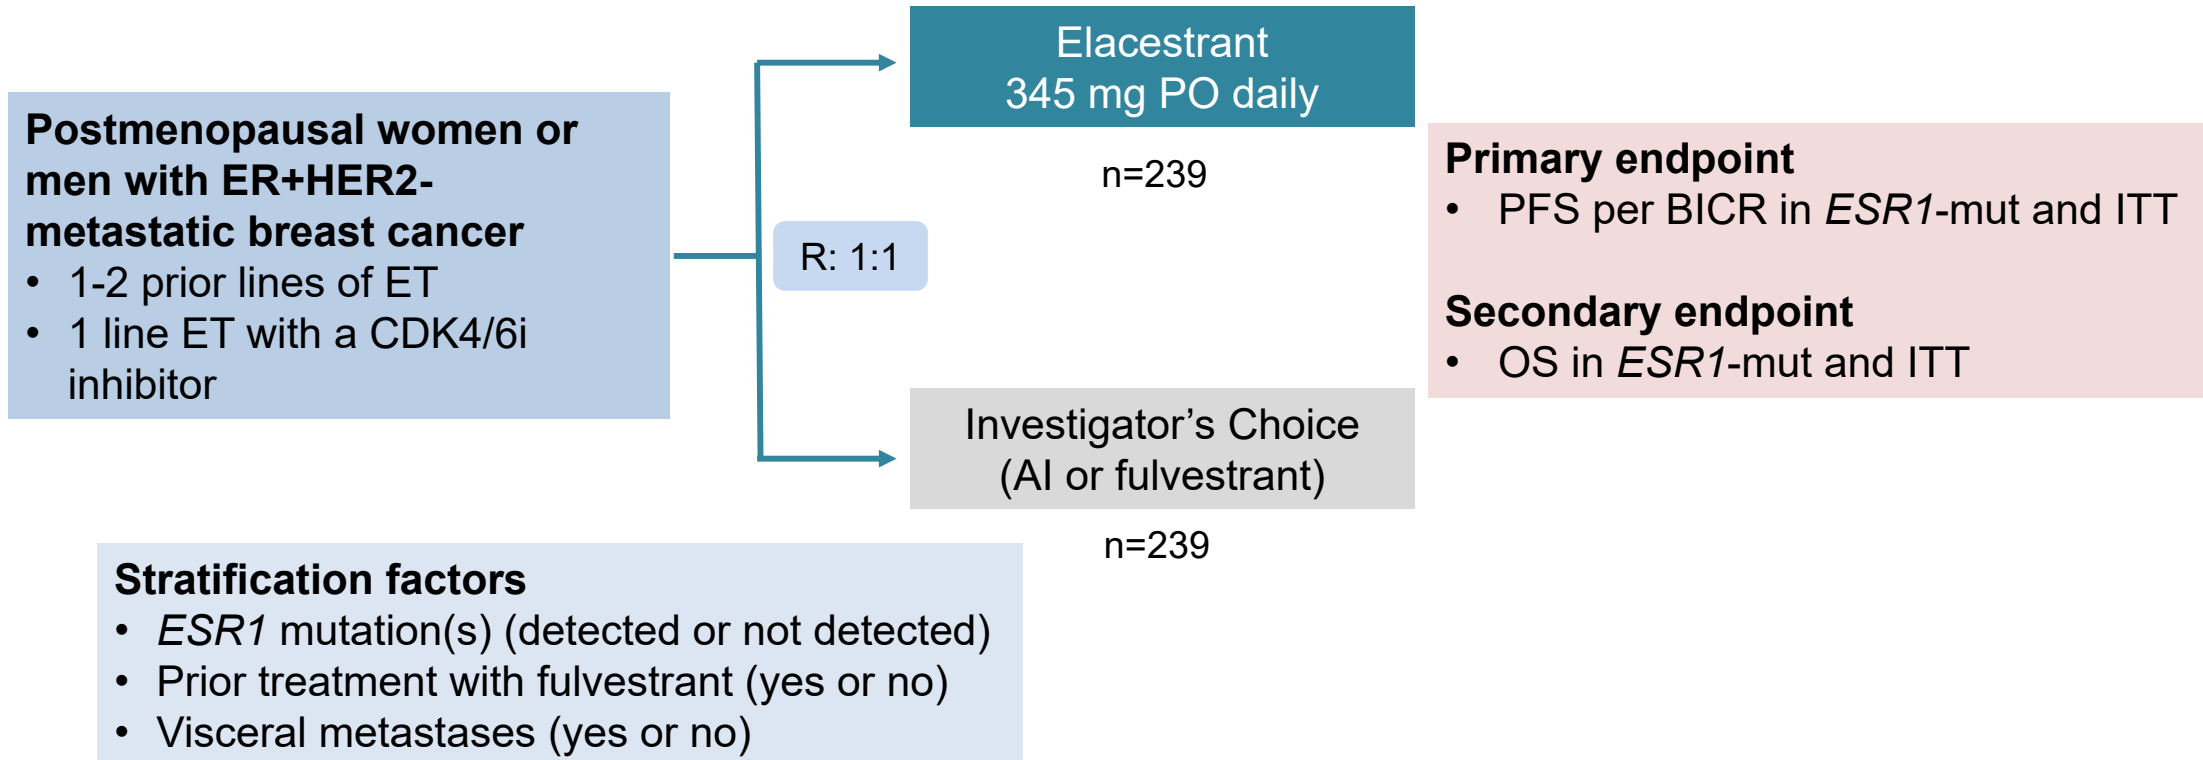 Postmenopausal women or
men with ER+HER2-
metastatic breast cancer
• 1-2 prior lines of ET
• 1 line ET with a CDK4/6i
inhibitor
R: 1:1
Elacestrant
345 mg PO daily
n=239
Investigator’s Choice
(AI or fulvestrant)
n=239
Primary endpoint
• PFS per BICR in ESR1-mut and ITT
Secondary endpoint
• OS in ESR1-mut and ITT
Stratification factors
• ESR1 mutation(s) (detected or not detected)
• Prior treatment with fulvestrant (yes or no)
• Visceral metastases (yes or no)